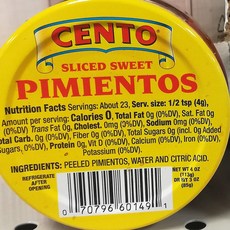 CENTO
SLICED SWEET
PIMIENTOS
Nutrition Facts Servings: About 23, Serv. size: 1/2 tsp (4g),
Amount per serving: Calories 0, Total Fat 0g (0%DV), Sat. Fat 0g
(0%DV), Trans Fat 0g, Cholest. 0mg (0%DV), Sodium 0mg (0%DV),
Total Carb. 0g (0%DV), Fiber 0g (0%DV), Total Sugars 0g (incl. 0g Added
Sugars, 0%DV), Protein 0g, Vit D (0%DV), Calcium (0%DV), Iron (0%DV),
Potassium (0%DV).
INGREDIENTS: PEELED PIMIENTOS, WATER AND CITRIC ACID.
REFRIGERATE
AFTER
OPENING
NET WT 4 OZ
(113g)
DR WT 3 OZ
(85g)
0 70796 60149 1